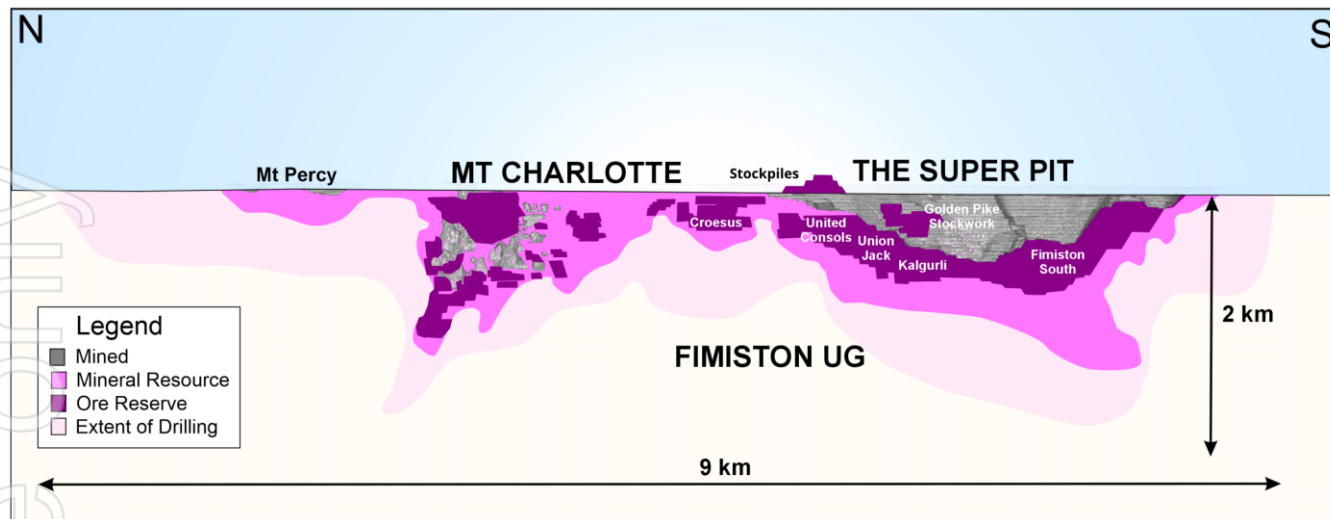 N
S
Mt Percy
MT CHARLOTTE
Stockpiles
THE SUPER PIT
Croesus
United
Consols
Union
Jack
Kalgurli
Golden Pike
Stockwork
Fimiston
South
FIMISTON UG
2 km
9 km
Legend
Mined
Mineral Resource
Ore Reserve
Extent of Drilling